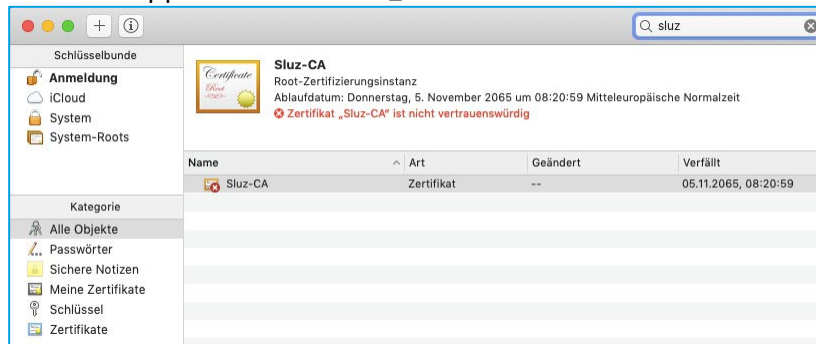 sluz
Schlüsselbunde
Anmeldung
iCloud
System
System-Roots
Certificate
Root
Sluz-CA
Root-Zertifizierungsinstanz
Ablaufdatum: Donnerstag, 5. November 2065 um 08:20:59 Mitteleuropäische Normalzeit
Zertifikat „Sluz-CA“ ist nicht vertrauenswürdig
Name Art Geändert Verfällt
Sluz-CA Zertifikat -- 05.11.2065, 08:20:59
Kategorie
Alle Objekte
Passwörter
Sichere Notizen
Meine Zertifikate
Schlüssel
Zertifikate